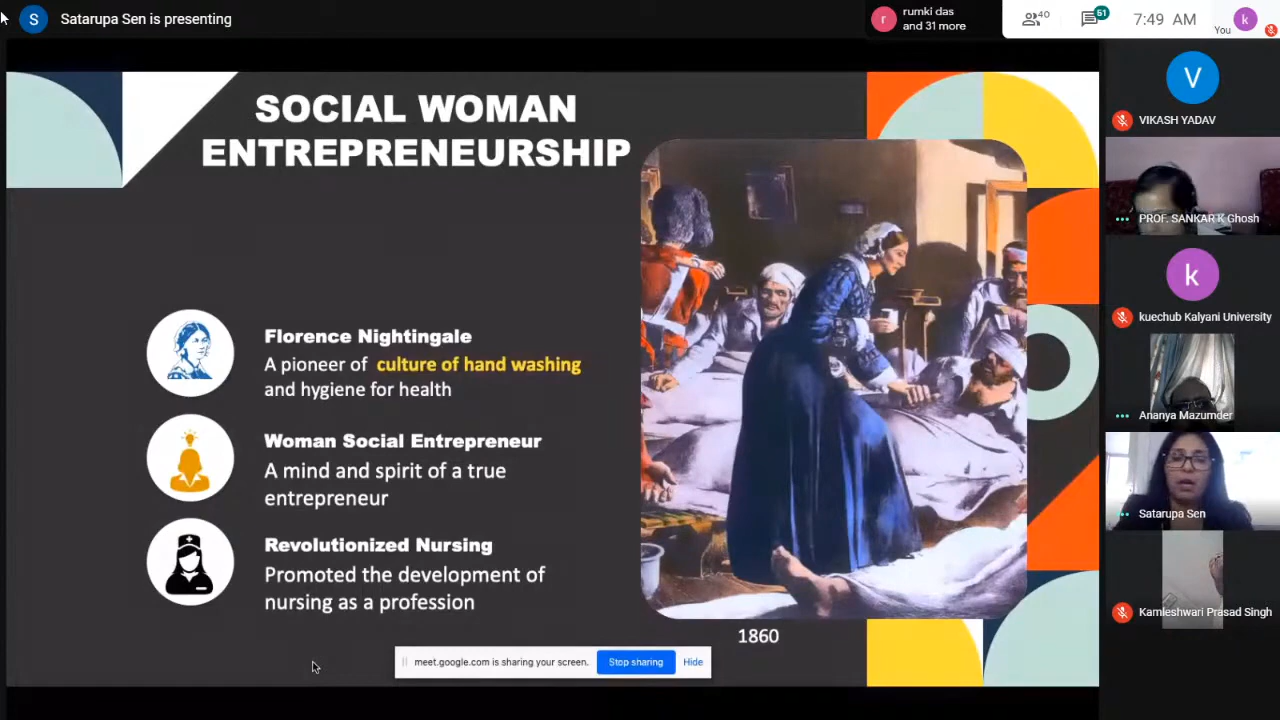 S Satarupa Sen is presenting
r rumki das
and 31 more
40
51
7:49 AM
You
k
SOCIAL WOMAN
ENTREPRENEURSHIP
Florence Nightingale
A pioneer of culture of hand washing
and hygiene for health
Woman Social Entrepreneur
A mind and spirit of a true
entrepreneur
Revolutionized Nursing
Promoted the development of
nursing as a profession
1860
meet.google.com is sharing your screen. Stop sharing Hide
V
VIKASH YADAV
PROF. SANKAR K Ghosh
k
kuechub Kalyani University
Ananya Mazumder
Satarupa Sen
Kamleshwari Prasad Singh